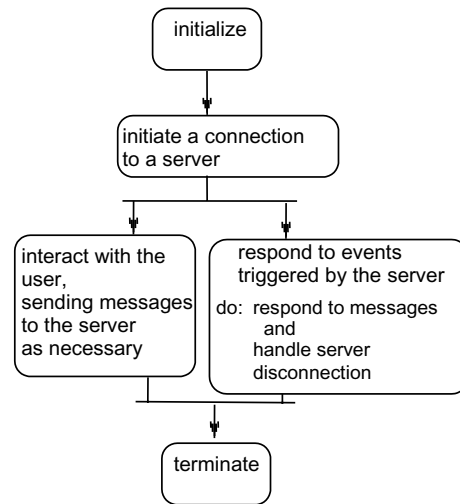 initialize
initiate a connection
to a server
interact with the
user,
sending messages
to the server
as necessary
respond to events
triggered by the server
do: respond to messages
and
handle server
disconnection
terminate